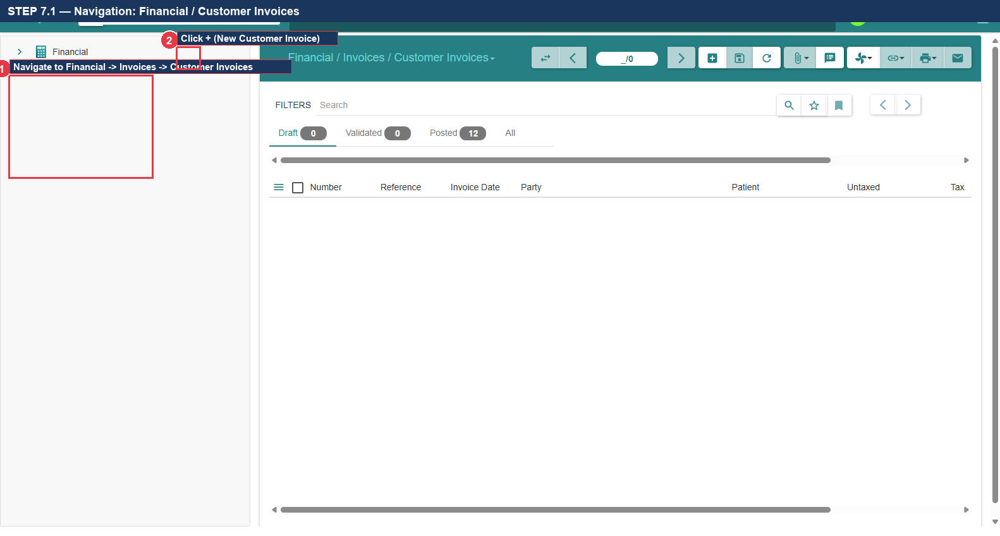 STEP 7.1 — Navigation: Financial / Customer Invoices
2 Click + (New Customer Invoice)
Financial
1 Navigate to Financial -> Invoices -> Customer Invoices
Financial / Invoices / Customer Invoices
_/0
FILTERS Search
Draft 0 Validated 0 Posted 12 All
Number Reference Invoice Date Party Patient Untaxed Tax